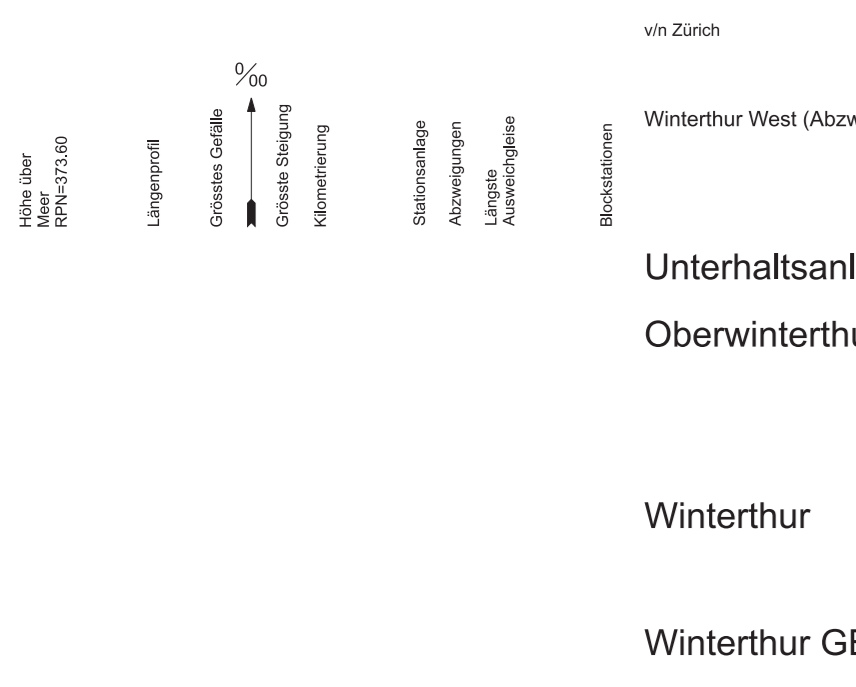 v/n Zürich
‰
Winterthur West (Abzw
Höhe über
Meer
RPN=373.60
Längenprofil
Grösstes Gefälle
Grösste Steigung
Kilometrierung
Stationsanlage
Abzweigungen
Längste
Ausweichgleise
Blockstationen
Unterhaltsanl
Oberwinterthu
Winterthur
Winterthur GB